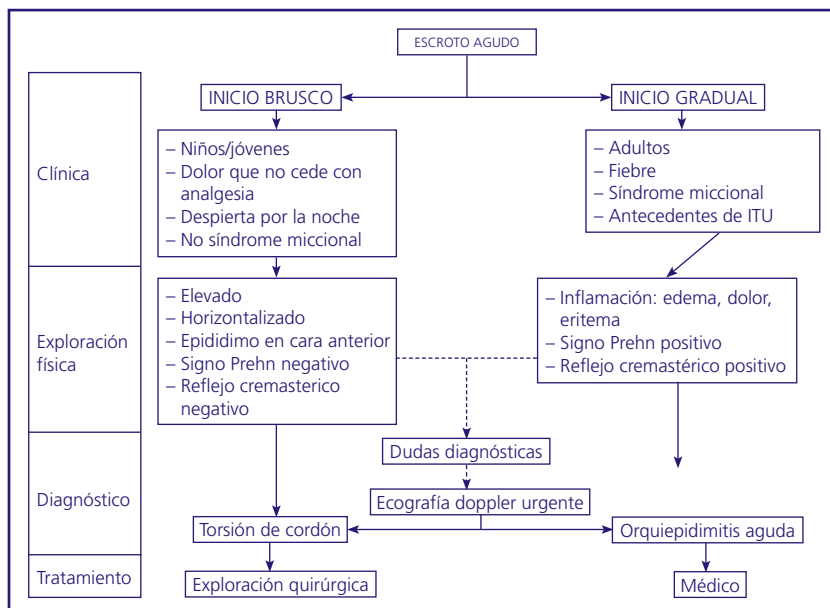 ESCROTO AGUDO
INICIO BRUSCO
INICIO GRADUAL
Clínica
– Niños/jóvenes
– Dolor que no cede con
analgesia
– Despierta por la noche
– No síndrome miccional
– Adultos
– Fiebre
– Síndrome miccional
– Antecedentes de ITU
Exploración
física
– Elevado
– Horizontalizado
– Epididimo en cara anterior
– Signo Prehn negativo
– Reflejo cremasterico
negativo
– Inflamación: edema, dolor,
eritema
– Signo Prehn positivo
– Reflejo cremastérico positivo
Diagnóstico
Dudas diagnósticas
Ecografía doppler urgente
Torsión de cordón
Orquiepidimitis aguda
Tratamiento
Exploración quirúrgica
Médico